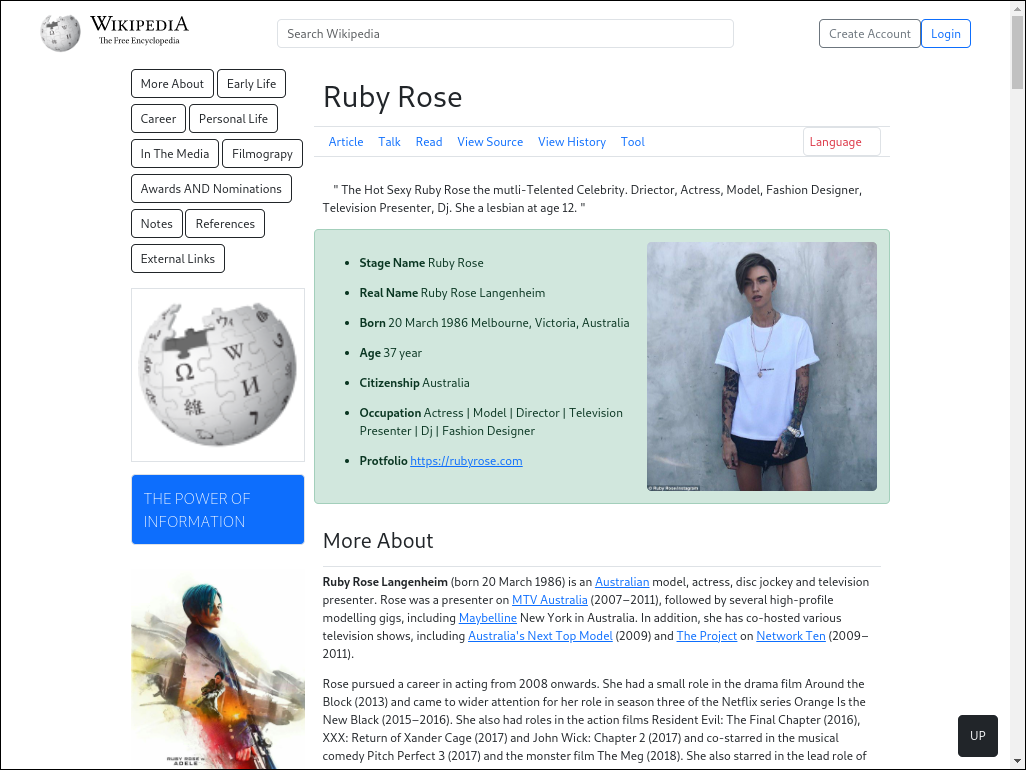 WIKIPEDIA
The Free Encyclopedia
Search Wikipedia
Create Account
Login
More About
Early Life
Career
Personal Life
In The Media
Filmograpy
Awards AND Nominations
Notes
References
External Links
THE POWER OF
INFORMATION
RUBY ROSE IS
ADELE
Ruby Rose
Article
Talk
Read
View Source
View History
Tool
Language
" The Hot Sexy Ruby Rose the mutli-Telented Celebrity. Driector, Actress, Model, Fashion Designer,
Television Presenter, Dj. She a lesbian at age 12. "
Stage Name Ruby Rose
Real Name Ruby Rose Langenheim
Born 20 March 1986 Melbourne, Victoria, Australia
Age 37 year
Citizenship Australia
Occupation Actress | Model | Director | Television
Presenter | Dj | Fashion Designer
Protfolio https://rubyrose.com
© Ruby Rose/Instagram
More About
Ruby Rose Langenheim (born 20 March 1986) is an Australian model, actress, disc jockey and television
presenter. Rose was a presenter on MTV Australia (2007–2011), followed by several high-profile
modelling gigs, including Maybelline New York in Australia. In addition, she has co-hosted various
television shows, including Australia's Next Top Model (2009) and The Project on Network Ten (2009–
2011).
Rose pursued a career in acting from 2008 onwards. She had a small role in the drama film Around the
Block (2013) and came to wider attention for her role in season three of the Netflix series Orange Is the
New Black (2015–2016). She also had roles in the action films Resident Evil: The Final Chapter (2016),
XXX: Return of Xander Cage (2017) and John Wick: Chapter 2 (2017) and co-starred in the musical
comedy Pitch Perfect 3 (2017) and the monster film The Meg (2018). She also starred in the lead role of
UP